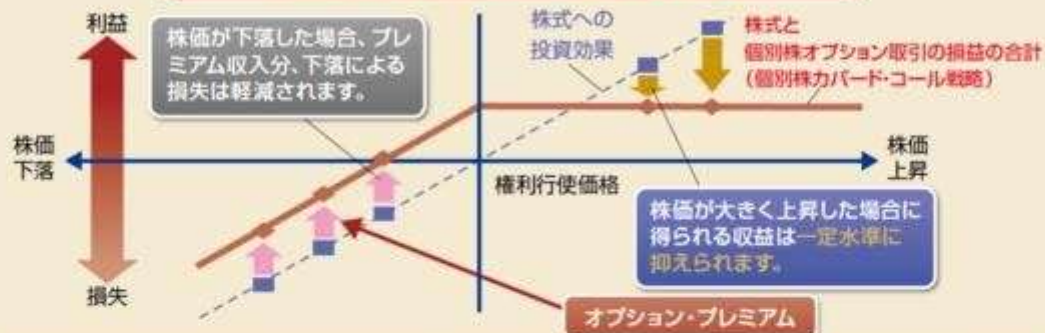 利益
株価が下落した場合、プレ
ミアム収入分、下落による
損失は軽減されます。
株式への
投資効果
株式と
個別株オプション取引の損益の合計
(個別株カバード・コール戦略)
株価
下落
株価
上昇
権利行使価格
株価が大きく上昇した場合に
得られる収益は一定水準に
抑えられます。
損失
オプション・プレミアム